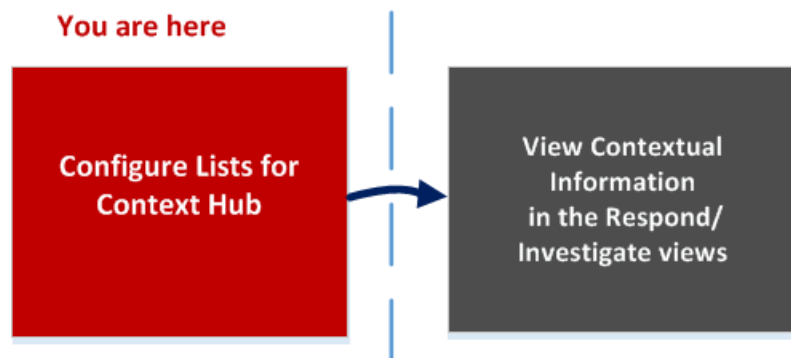 You are here
Configure Lists for
Context Hub
View Contextual
Information
in the Respond/
Investigate views